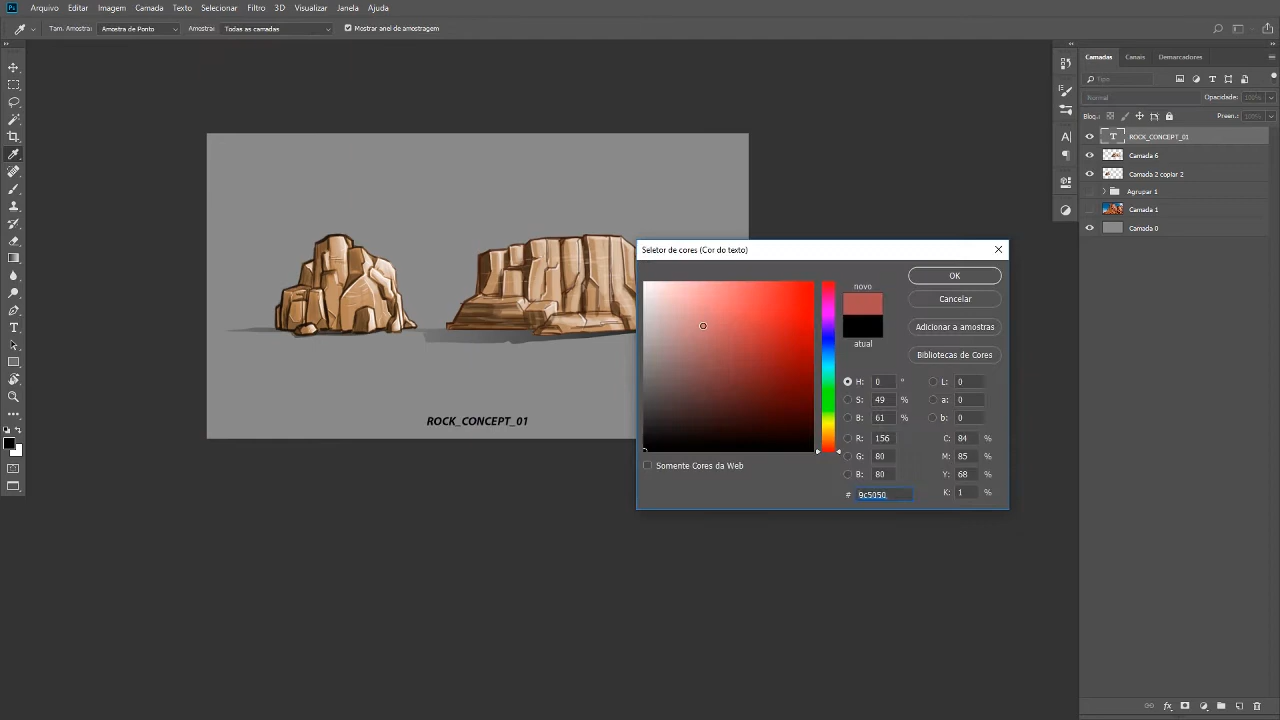 Ps Arquivo Editar Imagem Camada Texto Selecionar Filtro 3D Visualizar Janela Ajuda
Tam. Amostra: Amostra de Ponto Amostra: Todas as camadas Mostrar anel de amostragem
Camadas Canais Demarcadores
Tipo
Normal Opacidade: 100%
Bloq.: Preen.: 100%
T ROCK_CONCEPT_01
Camada 6
Camada 2 copiar 2
Agrupar 1
Camada 1
Camada 0
ROCK_CONCEPT_01
Seletor de cores (Cor do texto)
novo
atual
OK
Cancelar
Adicionar a amostras
Bibliotecas de Cores
H: 0 ° L: 0
S: 49 % a: 0
B: 61 % b: 0
R: 156 C: 84 %
G: 80 M: 85 %
B: 80 Y: 68 %
# 9c5050 K: 1 %
Somente Cores da Web